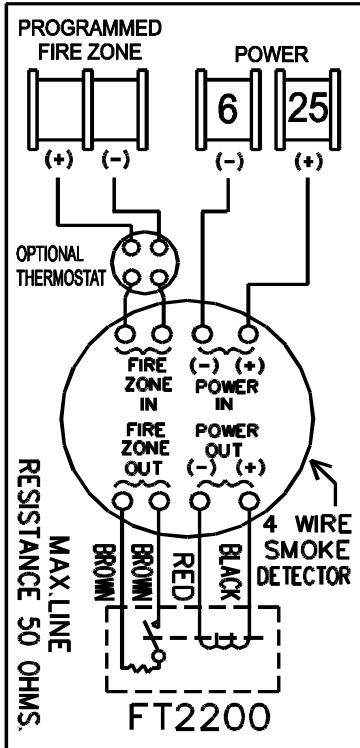 PROGRAMMED
FIRE ZONE
POWER
6
25
(+)
(-)
(-)
(+)
OPTIONAL
THERMOSTAT
FIRE
ZONE
IN
(-)
(+)
POWER
IN
FIRE
ZONE
OUT
POWER
OUT
(-)
(+)
4 WIRE
SMOKE
DETECTOR
BROWN
BROWN
RED
BLACK
MAX.LINE
RESISTANCE 50 OHMS.
FT2200